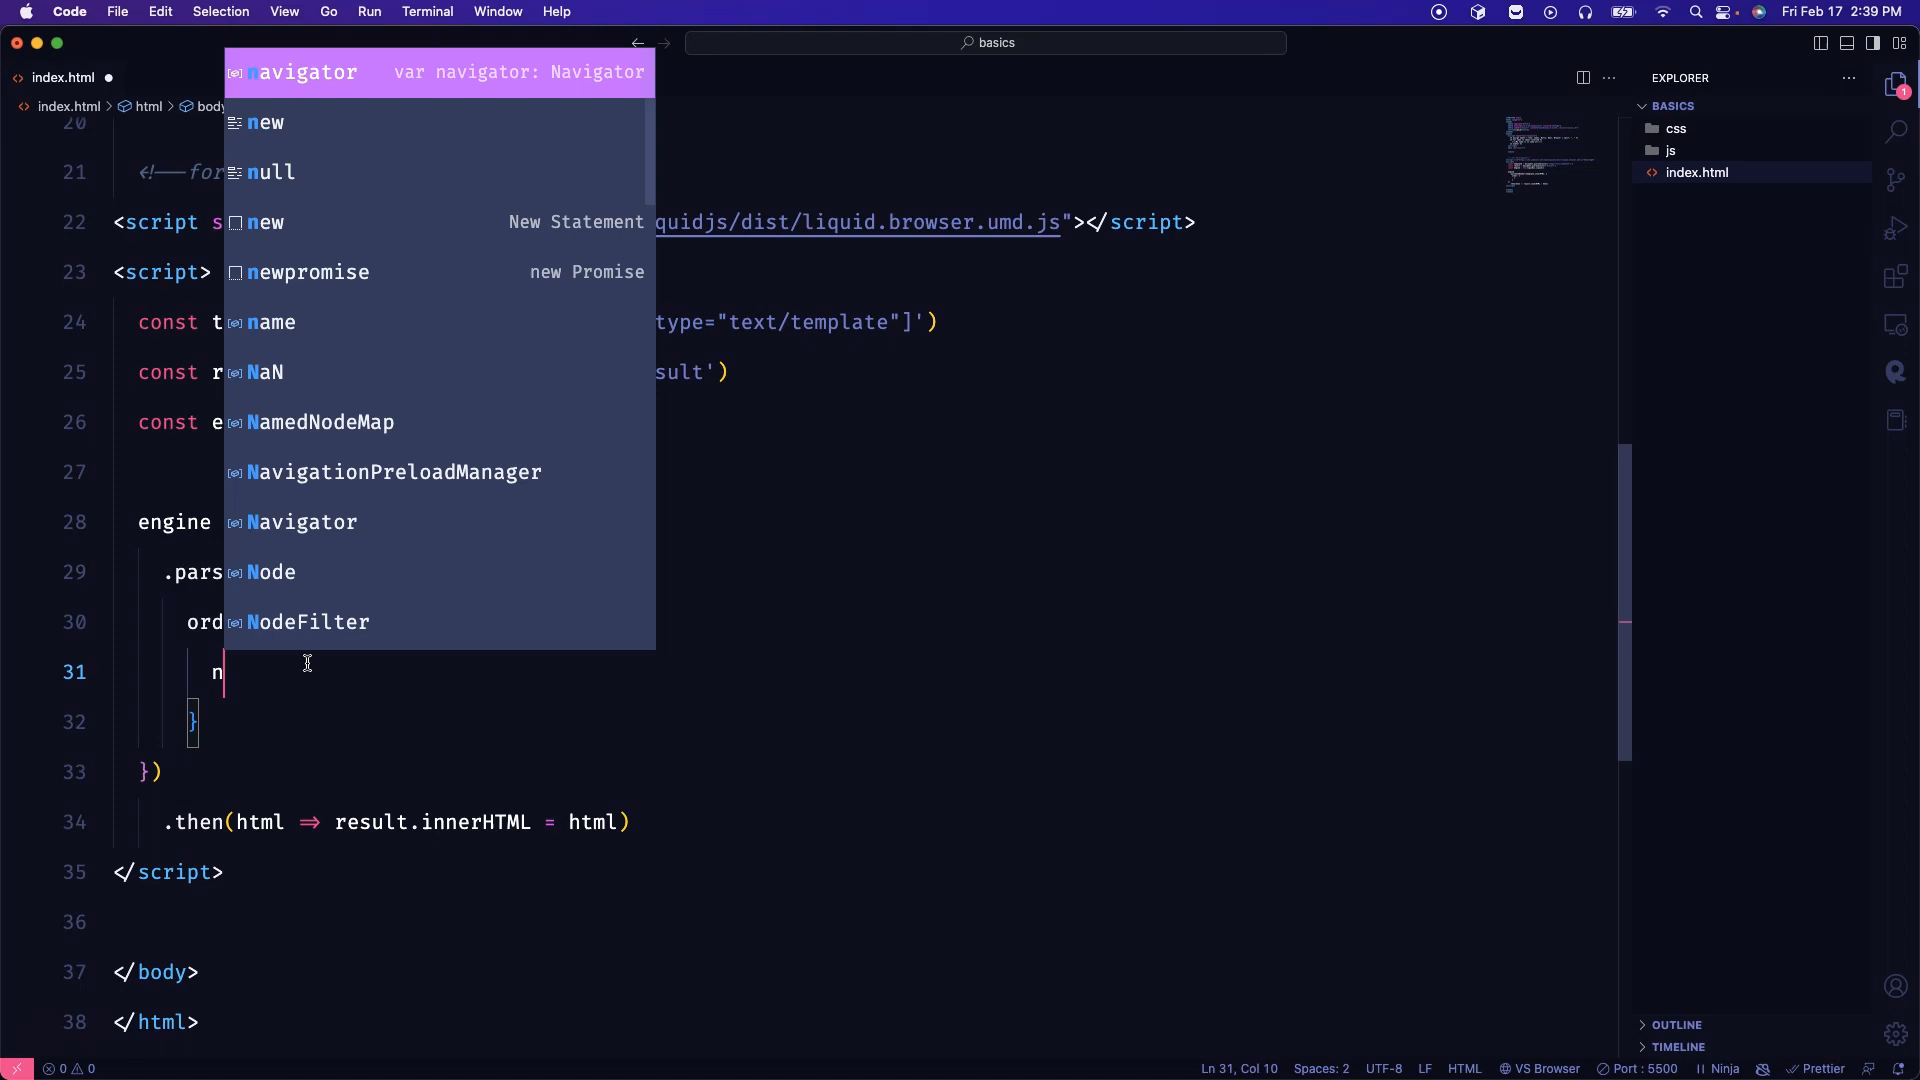 Code File Edit Selection View Go Run Terminal Window Help Fri Feb 17 2:39 PM
basics
index.html
index.html > html > body
EXPLORER
BASICS
css
js
index.html
1
navigator var navigator: Navigator
new
null
new New Statement
newpromise new Promise
name
NaN
NamedNodeMap
NavigationPreloadManager
Navigator
Node
NodeFilter
20
21 <!--for
22 <script s quidjs/dist/liquid.browser.umd.js"></script>
23 <script>
24 const t type="text/template"]')
25 const r sult')
26 const e
27
28 engine
29 .pars
30 ord
31 n
32 }
33 })
34 .then(html => result.innerHTML = html)
35 </script>
36
37 </body>
38 </html>
OUTLINE
TIMELINE
0 0 Ln 31, Col 10 Spaces: 2 UTF-8 LF HTML VS Browser Port : 5500 Ninja Prettier